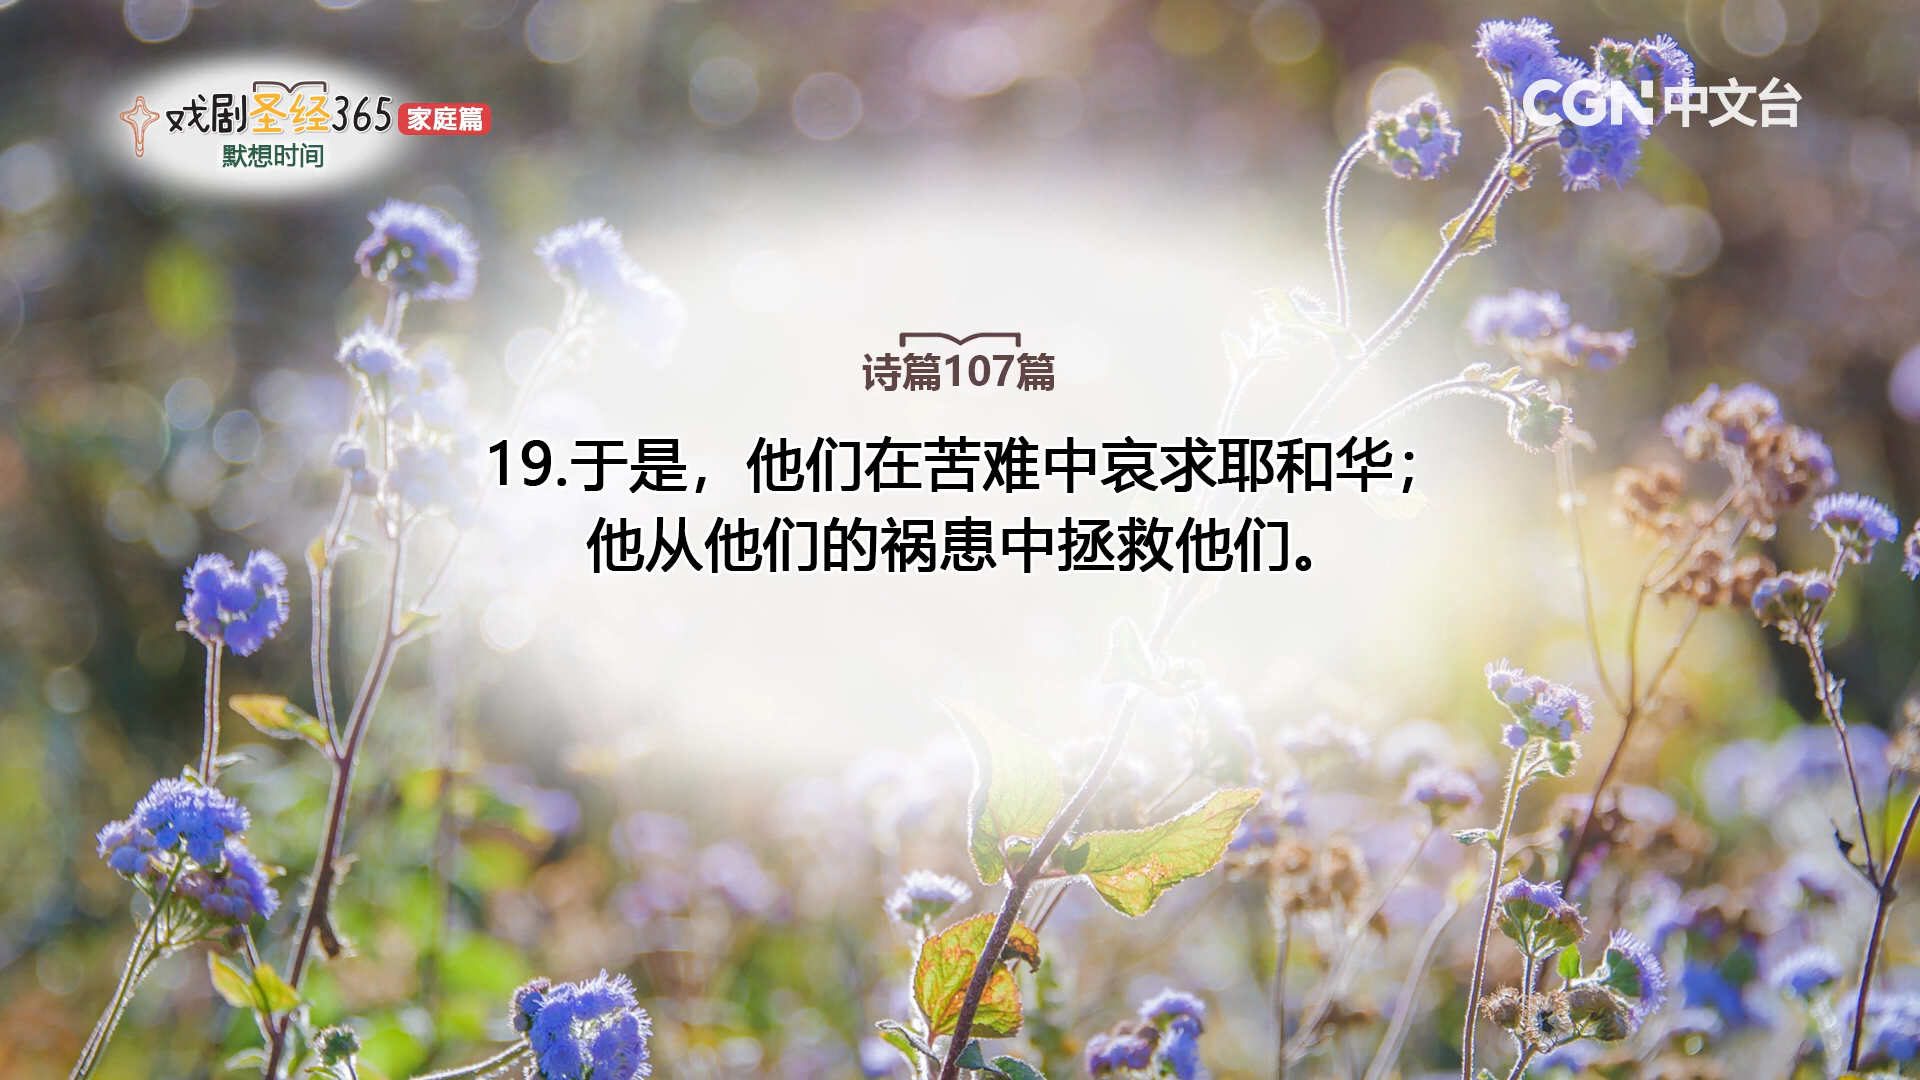 戏剧圣经365 家庭篇
默想时间
CGN中文台
诗篇107篇
19.于是，他们在苦难中哀求耶和华；
他从他们的祸患中拯救他们。